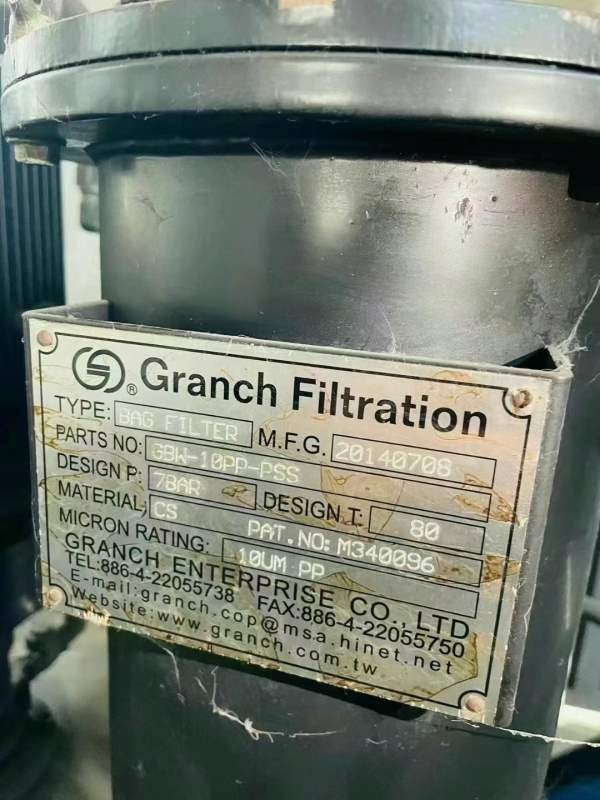 ® Granch Filtration
TYPE: BAG FILTER M.F.G. 20140708
PARTS NO: GBW-10PP-PSS
DESIGN P: 7BAR DESIGN T: 80
MATERIAL: CS PAT.NO: M340096
MICRON RATING: 10UM PP
GRANCH ENTERPRISE CO., LTD
TEL:886-4-22055738 FAX:886-4-22055750
E-mail:granch.cop@msa.hinet.net
Website:www.granch.com.tw